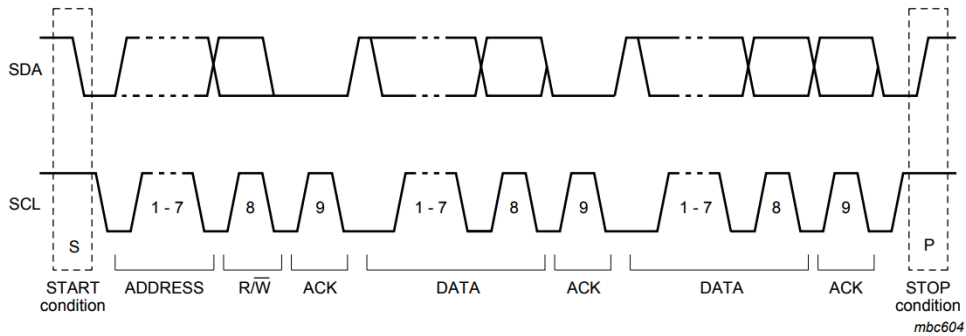 SDA
SCL
1 - 7 8 9 1 - 7 8 9 1 - 7 8 9
S P
START condition ADDRESS R/W̅ ACK DATA ACK DATA ACK STOP condition
mbc604